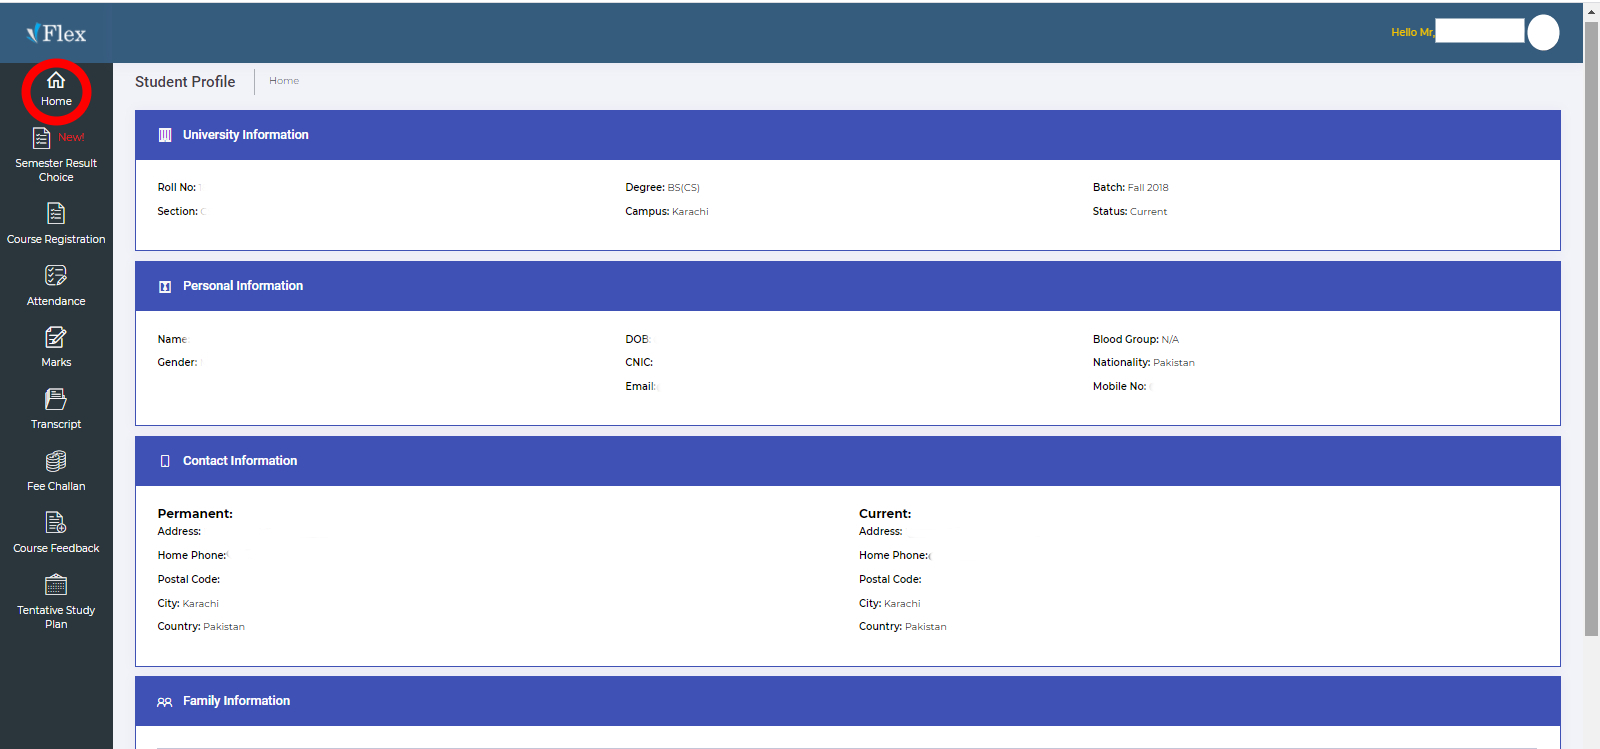 Flex
Hello Mr,
Home
New!
Semester Result
Choice
Course Registration
Attendance
Marks
Transcript
Fee Challan
Course Feedback
Tentative Study
Plan
Student Profile
Home
University Information
Roll No:
Degree: BS(CS)
Batch: Fall 2018
Section:
Campus: Karachi
Status: Current
Personal Information
Name
DOB:
Blood Group: N/A
Gender:
CNIC:
Nationality: Pakistan
Email:
Mobile No:
Contact Information
Permanent:
Address:
Home Phone:
Postal Code:
City: Karachi
Country: Pakistan
Current:
Address:
Home Phone:
Postal Code:
City: Karachi
Country: Pakistan
Family Information